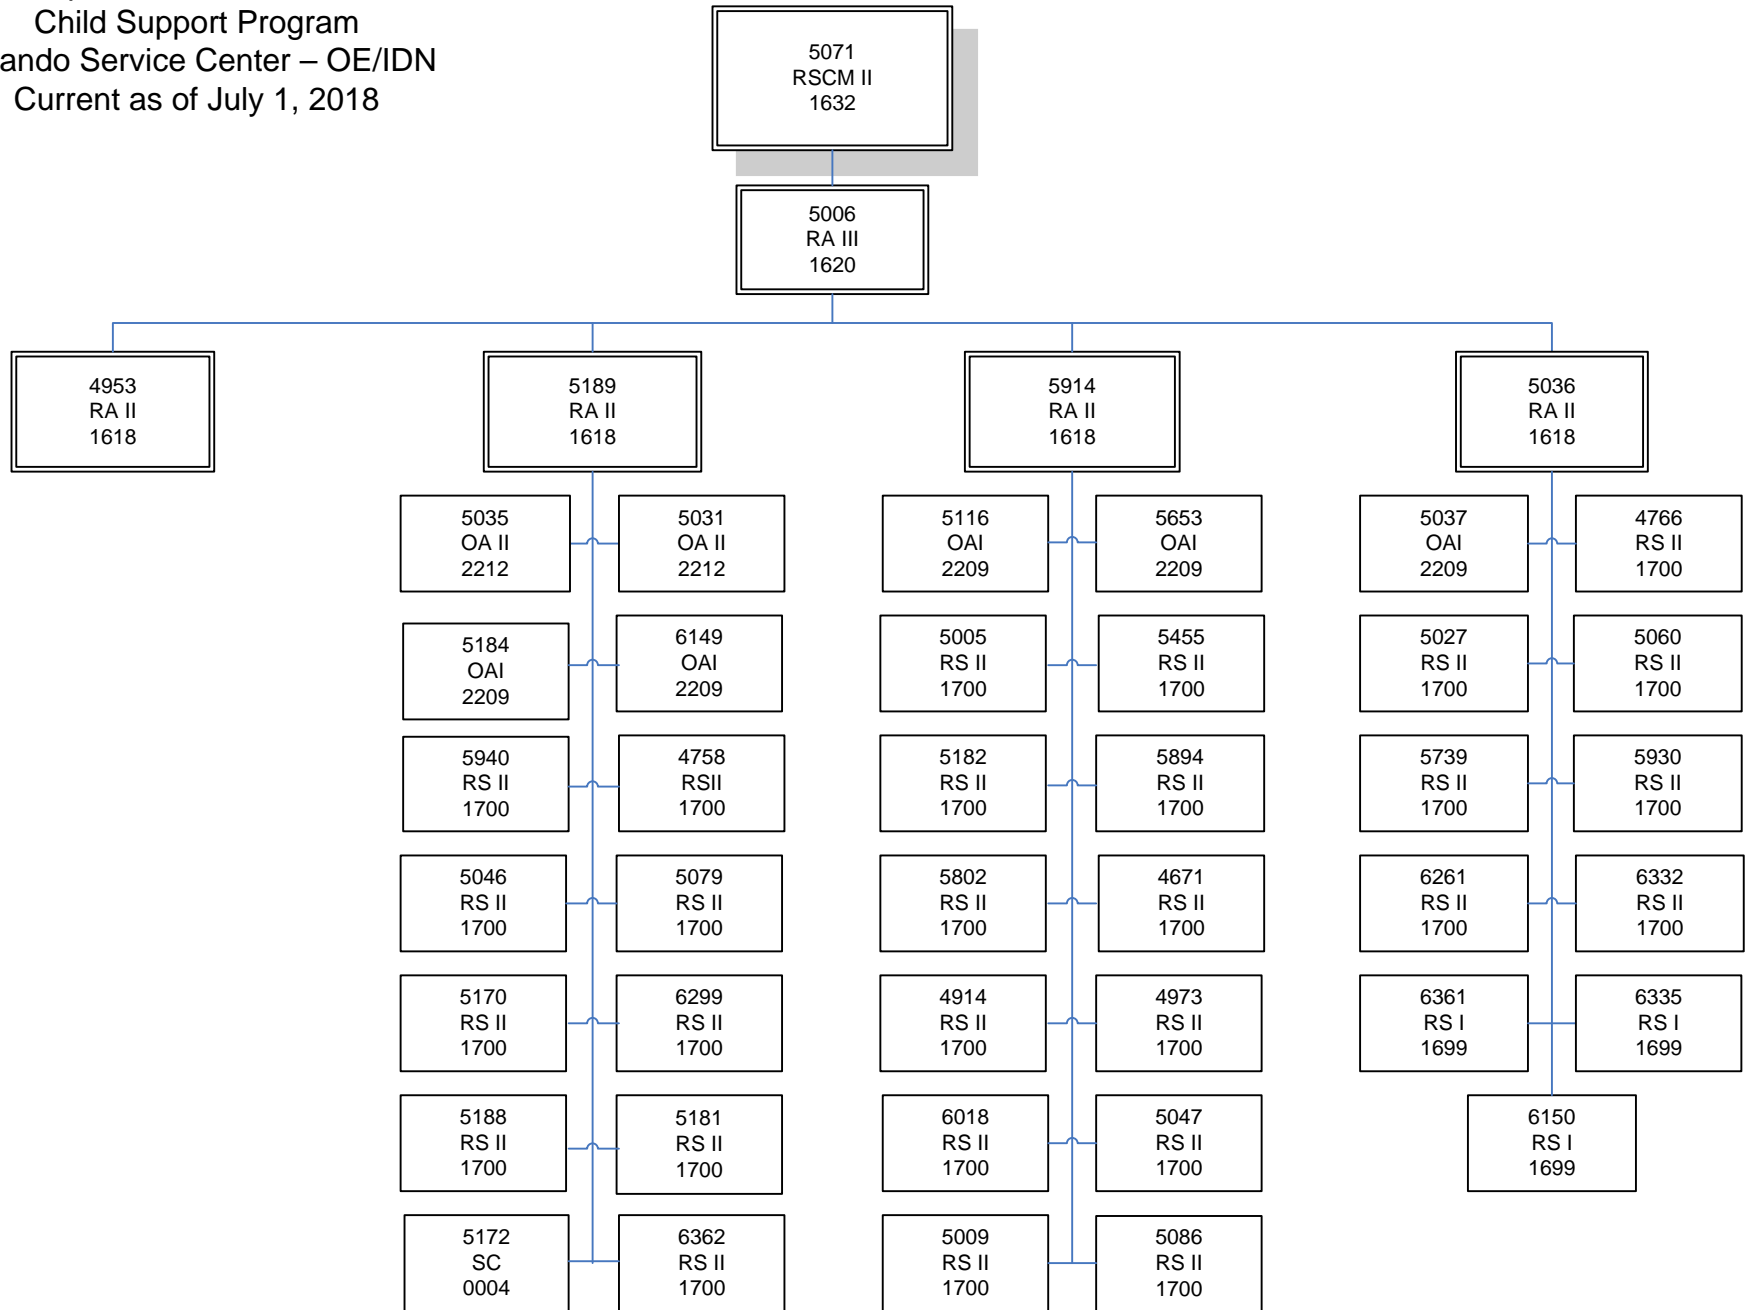 Child Support Program
ando Service Center – OE/IDN
Current as of July 1, 2018
5071
RSCM II
1632
5006
RA III
1620
4953
RA II
1618
5189
RA II
1618
5914
RA II
1618
5036
RA II
1618
5035
OA II
2212
5031
OA II
2212
5116
OAI
2209
5653
OAI
2209
5037
OAI
2209
4766
RS II
1700
5184
OAI
2209
6149
OAI
2209
5005
RS II
1700
5455
RS II
1700
5027
RS II
1700
5060
RS II
1700
5940
RS II
1700
4758
RSII
1700
5182
RS II
1700
5894
RS II
1700
5739
RS II
1700
5930
RS II
1700
5046
RS II
1700
5079
RS II
1700
5802
RS II
1700
4671
RS II
1700
6261
RS II
1700
6332
RS II
1700
5170
RS II
1700
6299
RS II
1700
4914
RS II
1700
4973
RS II
1700
6361
RS I
1699
6335
RS I
1699
5188
RS II
1700
5181
RS II
1700
6018
RS II
1700
5047
RS II
1700
6150
RS I
1699
5172
SC
0004
6362
RS II
1700
5009
RS II
1700
5086
RS II
1700